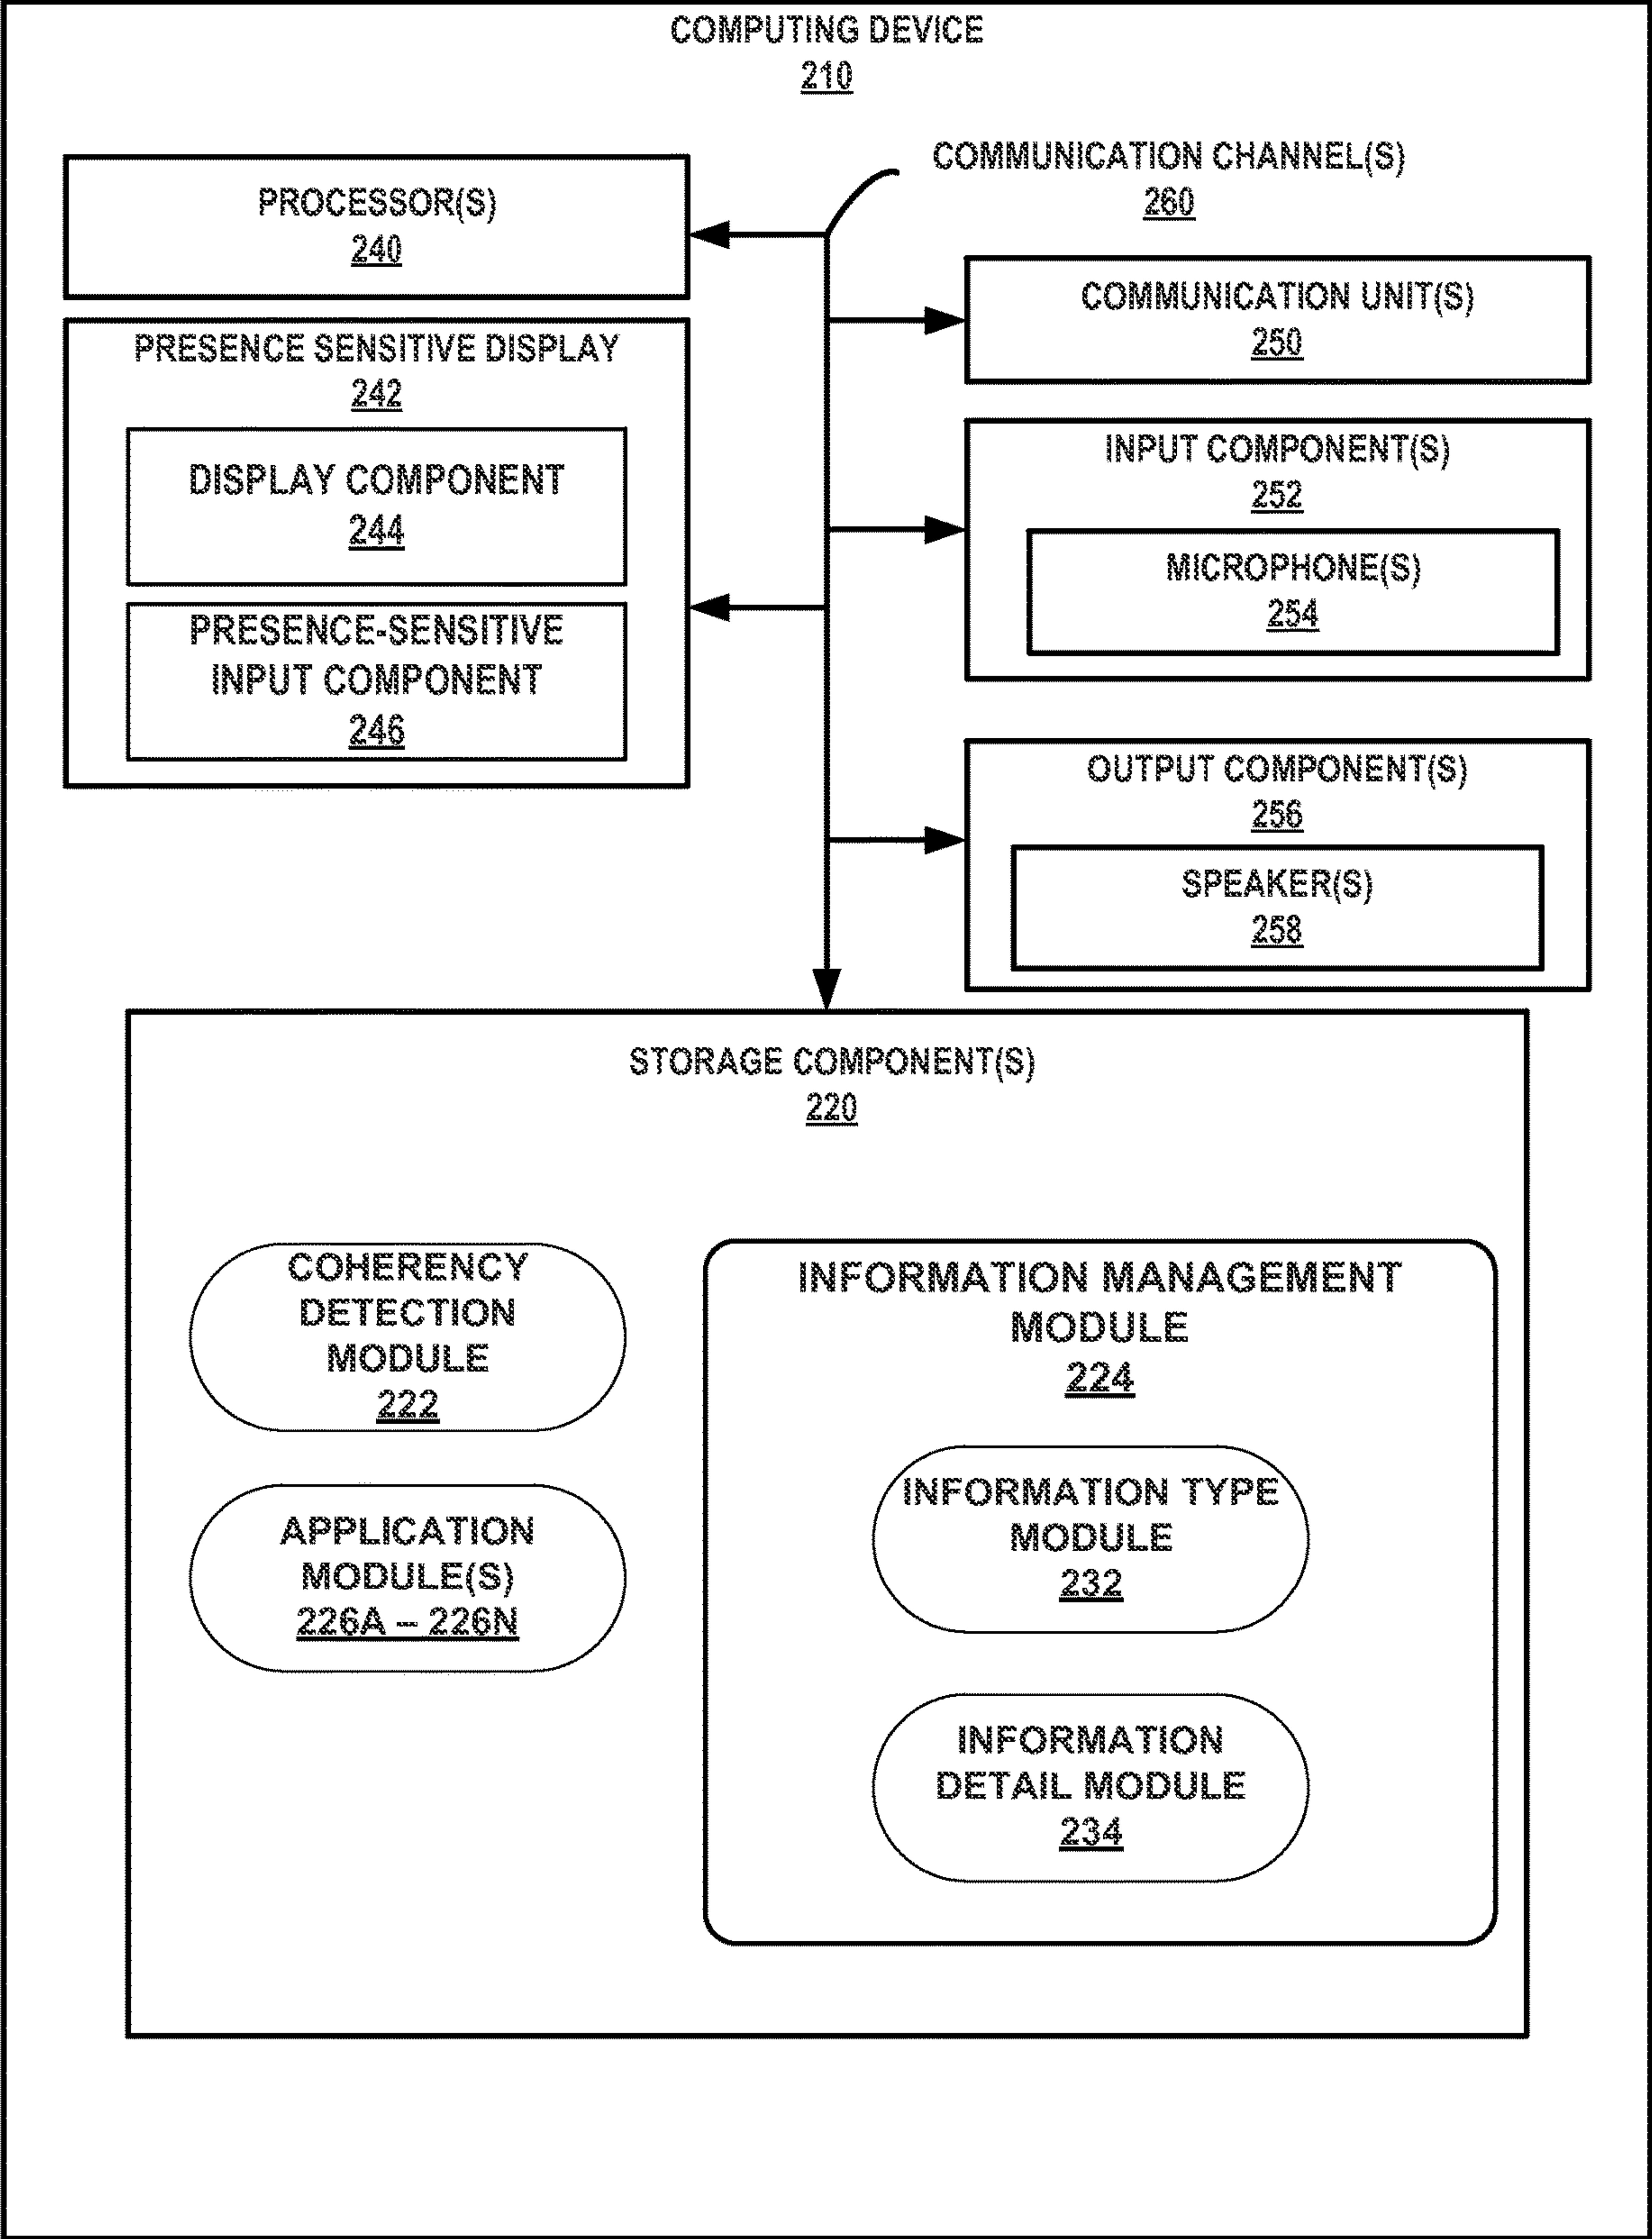 COMPUTING DEVICE
210
COMMUNICATION CHANNEL(S)
260
PROCESSOR(S)
240
COMMUNICATION UNIT(S)
250
PRESENCE SENSITIVE DISPLAY
242
DISPLAY COMPONENT
244
PRESENCE-SENSITIVE
INPUT COMPONENT
246
INPUT COMPONENT(S)
252
MICROPHONE(S)
254
OUTPUT COMPONENT(S)
256
SPEAKER(S)
258
STORAGE COMPONENT(S)
220
COHERENCY
DETECTION
MODULE
222
APPLICATION
MODULE(S)
226A – 226N
INFORMATION MANAGEMENT
MODULE
224
INFORMATION TYPE
MODULE
232
INFORMATION
DETAIL MODULE
234